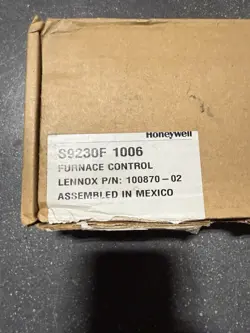 Honeywell
S9230F 1006
FURNACE CONTROL
LENNOX P/N: 100870-02
ASSEMBLED IN MEXICO